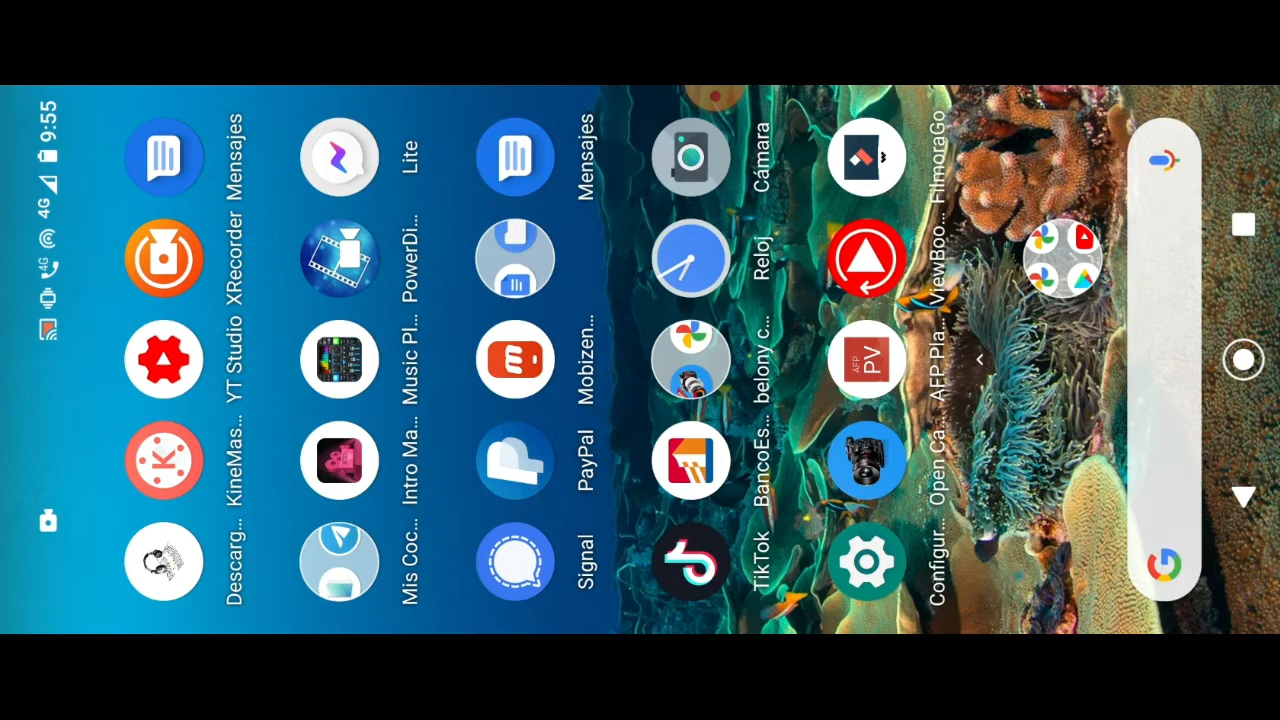 4G 4G 9:55
Descarg... KineMas... YT Studio XRecorder Mensajes
Mis Coc... Intro Ma... Music Pl... PowerDi... Lite
Signal PayPal Mobizen... Mensajes
TikTok BancoEs... belony c... Reloj Cámara
AFP
PV
Configur... Open Ca... AFP Pla... ViewBoo... FilmoraGo